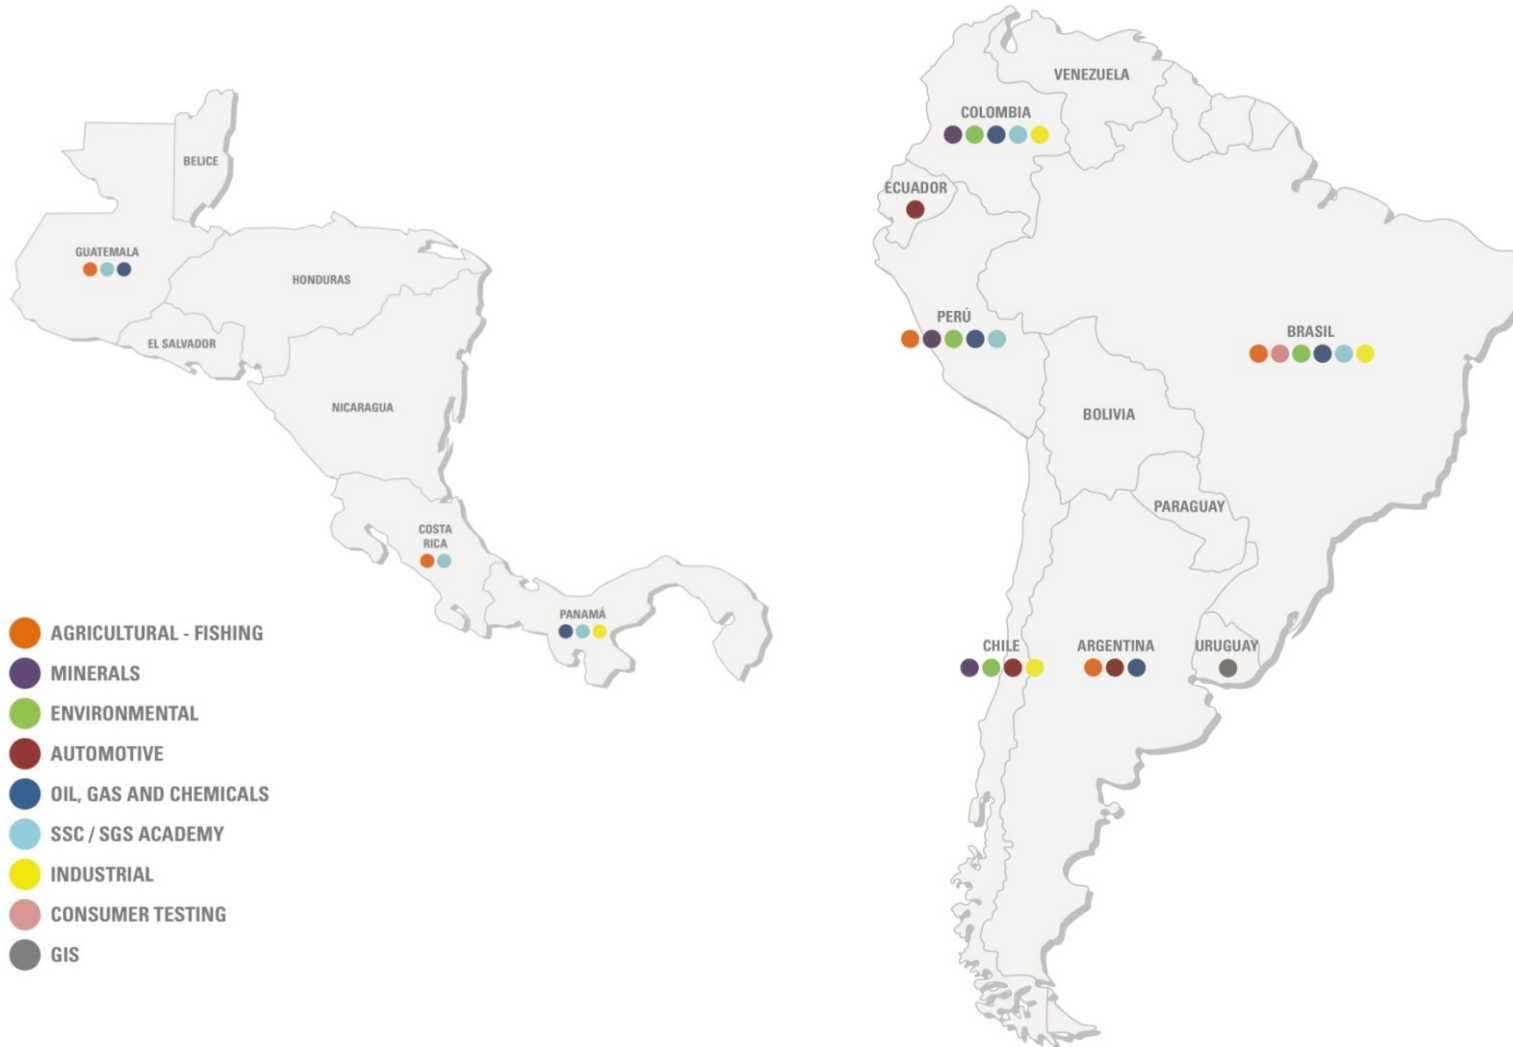 BELICE
GUATEMALA
HONDURAS
EL SALVADOR
NICARAGUA
COSTA
RICA
PANAMÁ
AGRICULTURAL - FISHING
MINERALS
ENVIRONMENTAL
AUTOMOTIVE
OIL, GAS AND CHEMICALS
SSC / SGS ACADEMY
INDUSTRIAL
CONSUMER TESTING
GIS
VENEZUELA
COLOMBIA
ECUADOR
PERÚ
BRASIL
BOLIVIA
PARAGUAY
CHILE
ARGENTINA
URUGUAY